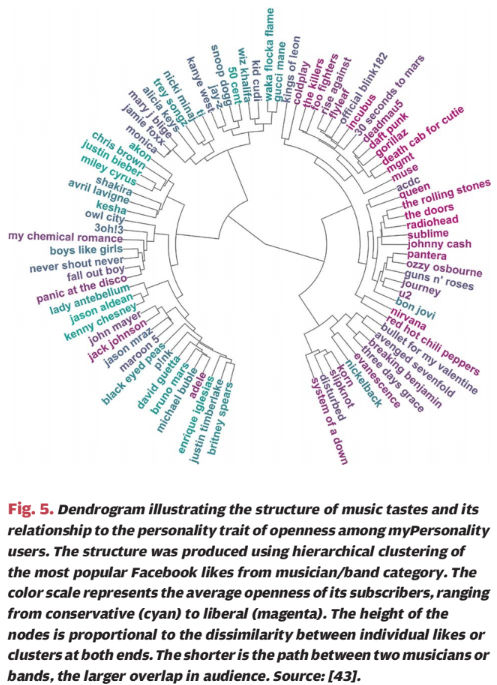 waka flocka flame
gucci mane
kings of leon
coldplay
the killers
foo fighters
rise against
flyleaf
official blink182
incubus
30 seconds to mars
deadmau5
daft punk
gorillaz
death cab for cutie
mgmt
muse
acdc
queen
the rolling stones
the doors
radiohead
sublime
johnny cash
pantera
ozzy osbourne
guns n' roses
journey
u2
bon jovi
nirvana
red hot chili peppers
bullet for my valentine
avenged sevenfold
breaking benjamin
three days grace
evanescence
nickelback
korn
slipknot
disturbed
system of a down
britney spears
justin timberlake
enrique iglesias
adele
michael buble
bruno mars
david guetta
pink
black eyed peas
maroon 5
jason mraz
jack johnson
john mayer
kenny chesney
jason aldean
lady antebellum
panic at the disco
fall out boy
never shout never
boys like girls
my chemical romance
3oh!3
owl city
kesha
avril lavigne
shakira
miley cyrus
justin bieber
chris brown
akon
monica
jamie foxx
mary j blige
alicia keys
trey songz
nicki minaj
ti
kanye west
jay-z
snoop dogg
50 cent
wiz khalifa
kid cudi
Fig. 5. Dendrogram illustrating the structure of music tastes and its
relationship to the personality trait of openness among myPersonality
users. The structure was produced using hierarchical clustering of
the most popular Facebook likes from musician/band category. The
color scale represents the average openness of its subscribers, ranging
from conservative (cyan) to liberal (magenta). The height of the
nodes is proportional to the dissimilarity between individual likes or
clusters at both ends. The shorter is the path between two musicians or
bands, the larger overlap in audience. Source: [43].